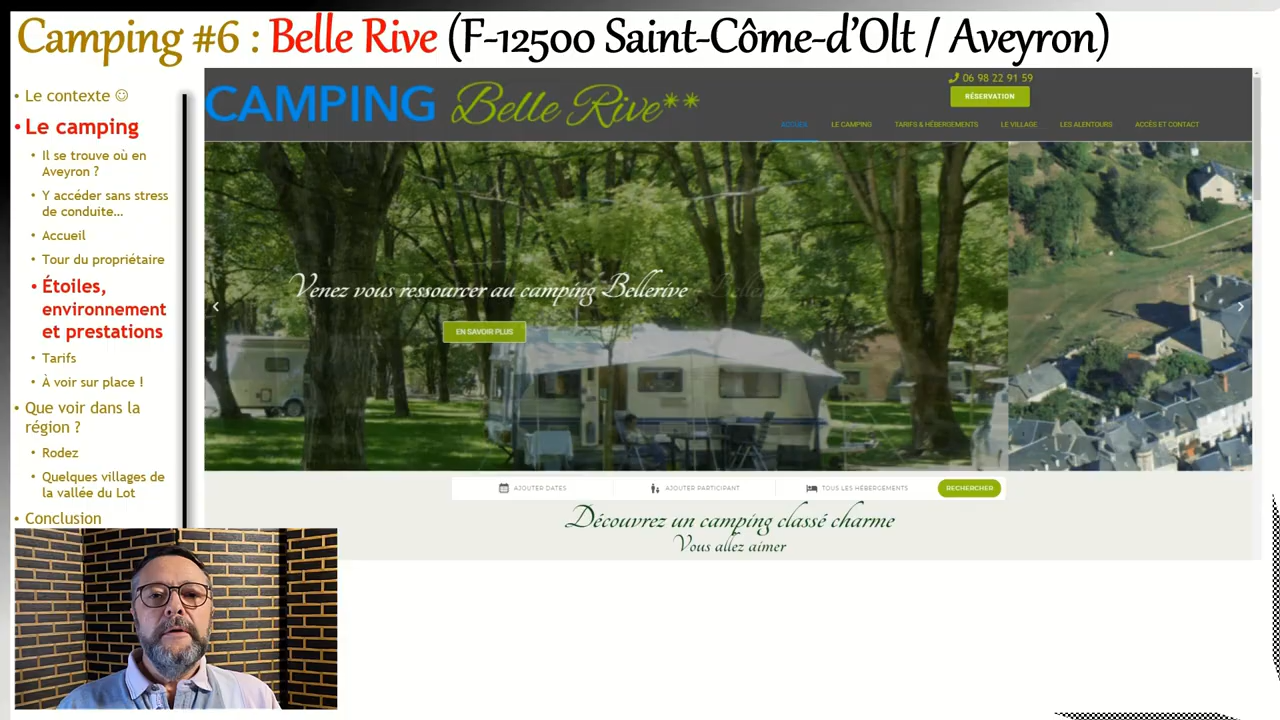 Camping #6 : Belle Rive (F-12500 Saint-Côme-d’Olt / Aveyron)
• Le contexte ☺
• Le camping
• Il se trouve où en
Aveyron ?
• Y accéder sans stress
de conduite…
• Accueil
• Tour du propriétaire
• Étoiles,
environnement
et prestations
• Tarifs
• À voir sur place !
• Que voir dans la
région ?
• Rodez
• Quelques villages de
la vallée du Lot
• Conclusion
CAMPING Belle Rive**
06 98 22 91 59
RÉSERVATION
ACCUEIL LE CAMPING TARIFS & HÉBERGEMENTS LE VILLAGE LES ALENTOURS ACCÈS ET CONTACT
Venez vous ressourcer au camping Bellerive
EN SAVOIR PLUS
AJOUTER DATES AJOUTER PARTICIPANT TOUS LES HÉBERGEMENTS RECHERCHER
Découvrez un camping classé charme
Vous allez aimer